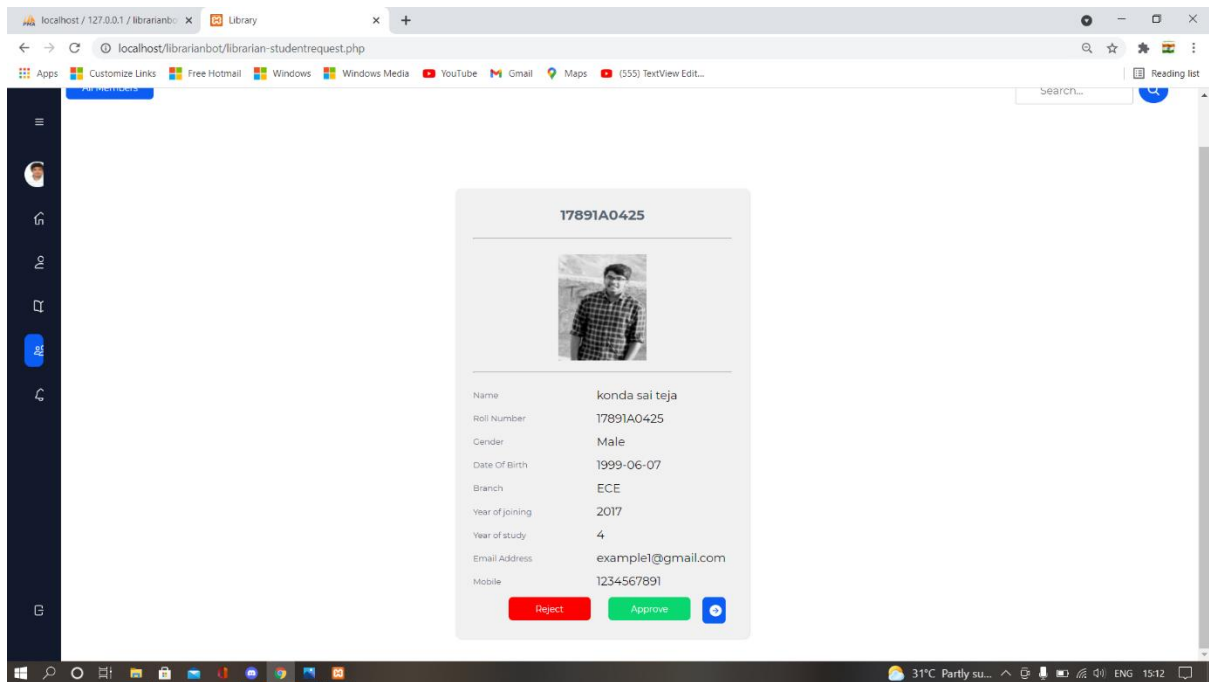 localhost / 127.0.0.1 / librarianbo
Library
localhost/librarianbot/librarian-studentrequest.php
Apps Customize Links Free Hotmail Windows Windows Media YouTube Gmail Maps (555) TextView Edit... Reading list
All Members Search...
17891A0425
Name konda sai teja
Roll Number 17891A0425
Gender Male
Date Of Birth 1999-06-07
Branch ECE
Year of joining 2017
Year of study 4
Email Address example1@gmail.com
Mobile 1234567891
Reject Approve
31°C Partly su... ENG 15:12